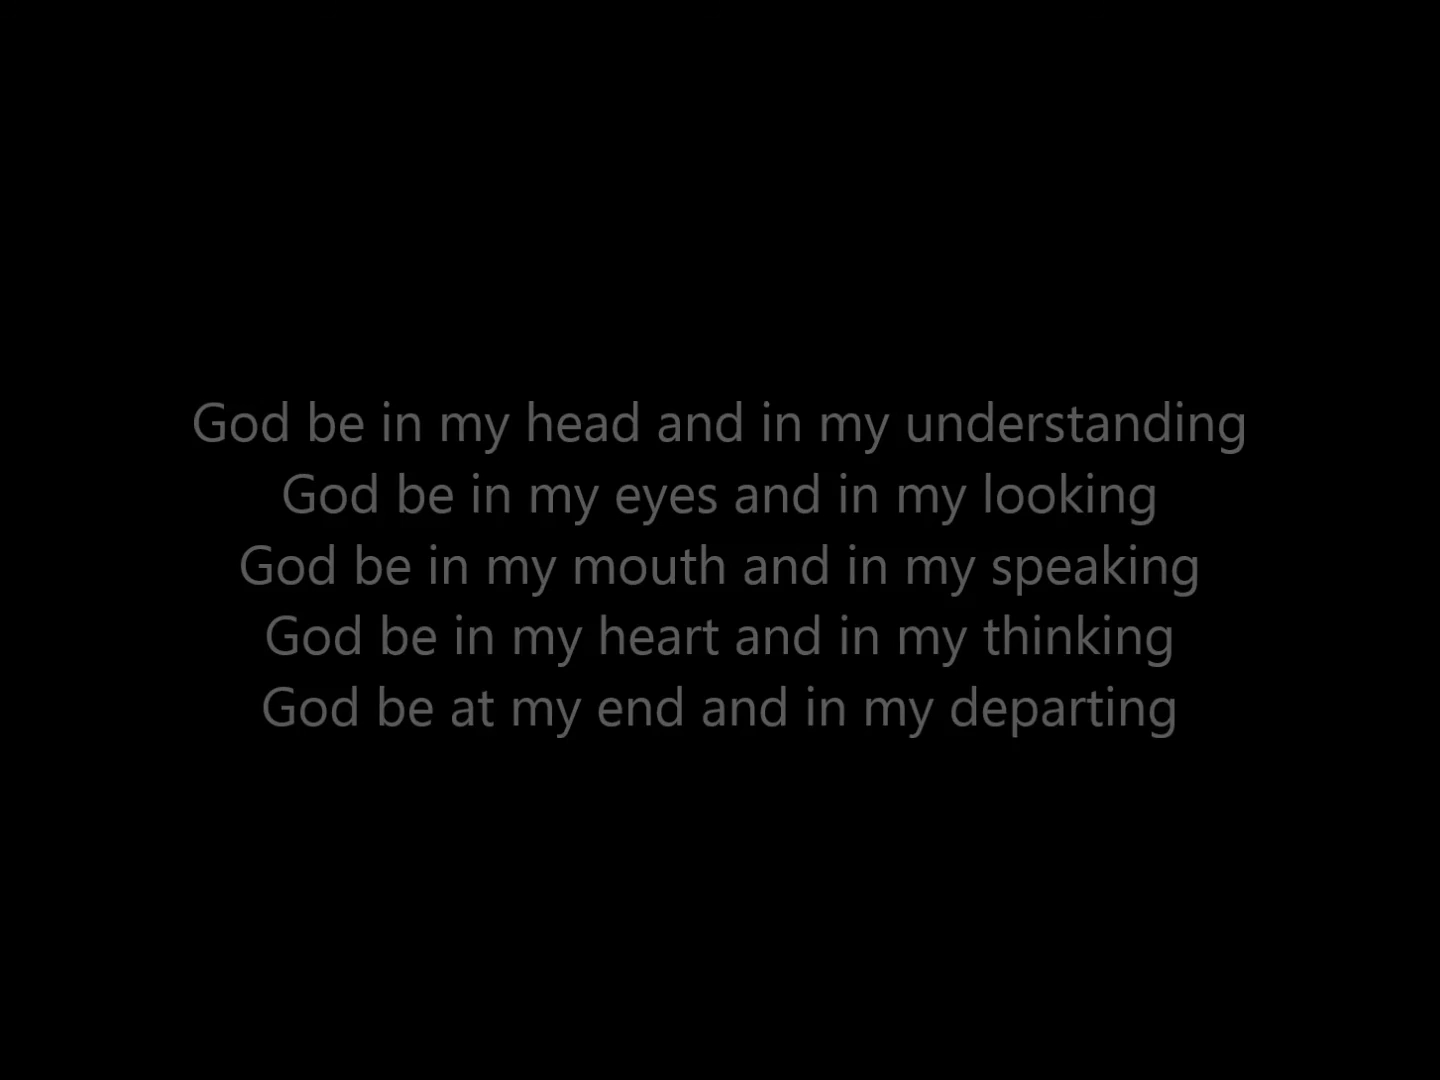 God be in my head and in my understanding
God be in my eyes and in my looking
God be in my mouth and in my speaking
God be in my heart and in my thinking
God be at my end and in my departing